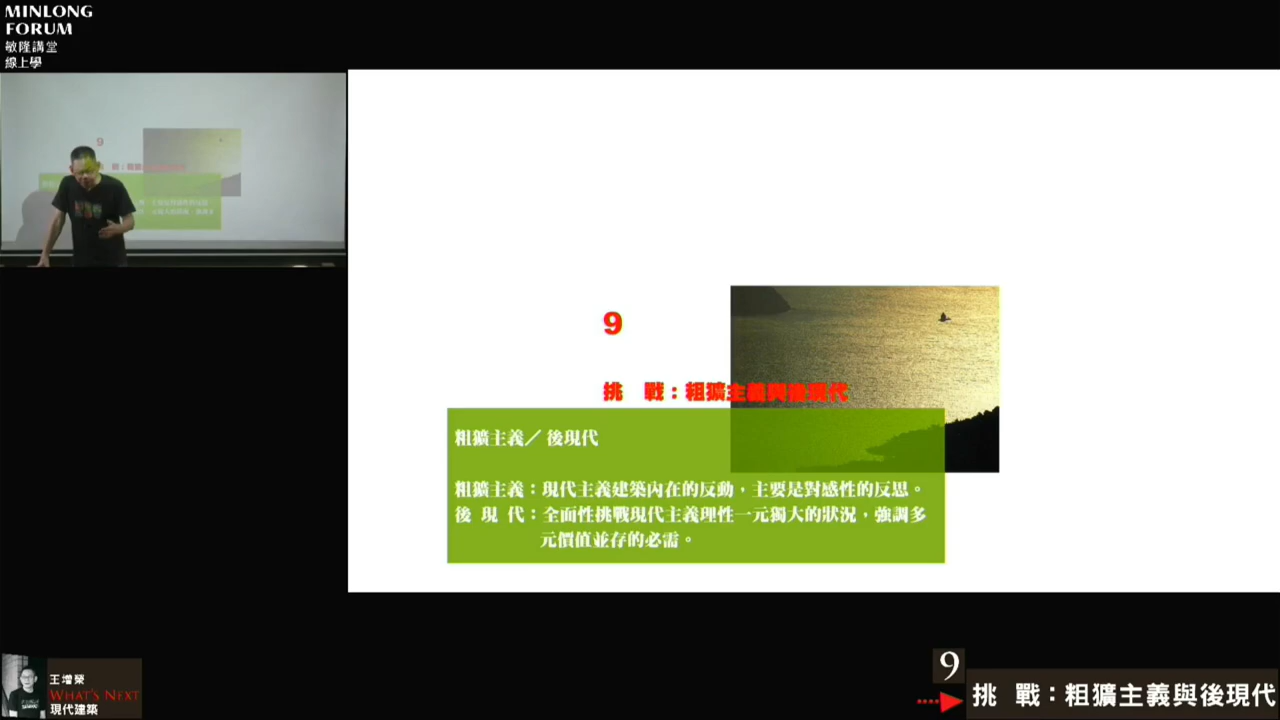 MINLONG
FORUM
敏隆講堂
線上學
9
挑 戰：粗獷主義與後現代
粗獷主義／ 後現代
粗獷主義：現代主義建築內在的反動，主要是對感性的反思。
後 現 代：全面性挑戰現代主義理性一元獨大的狀況，強調多
元價值並存的必需。
王增榮
WHAT'S NEXT
現代建築
9
挑 戰：粗獷主義與後現代